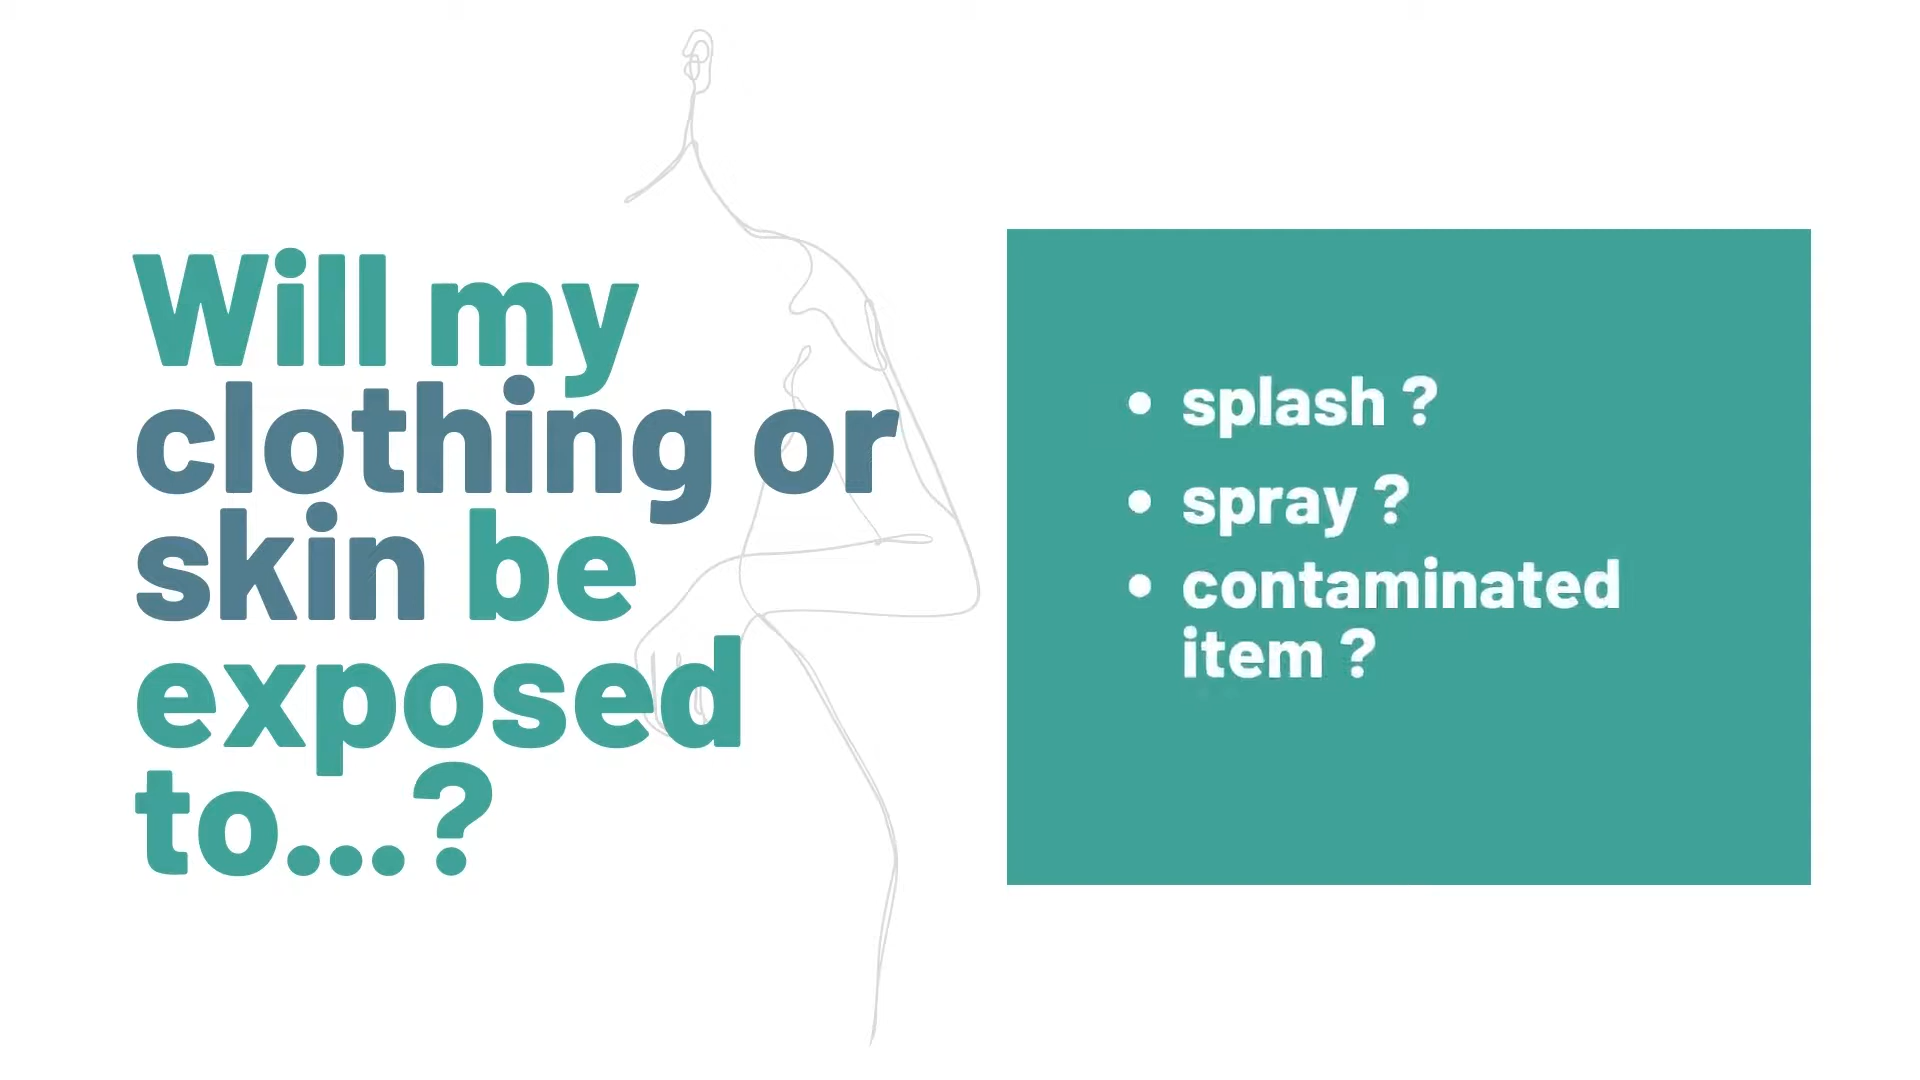 Will my
clothing or
skin be
exposed
to...?
• splash ?
• spray ?
• contaminated
item ?